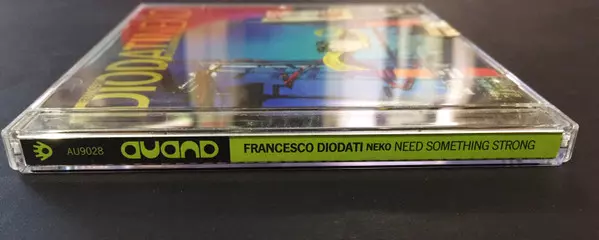 DIODATI NEKO
AU9028 auand FRANCESCO DIODATI NEKO NEED SOMETHING STRONG